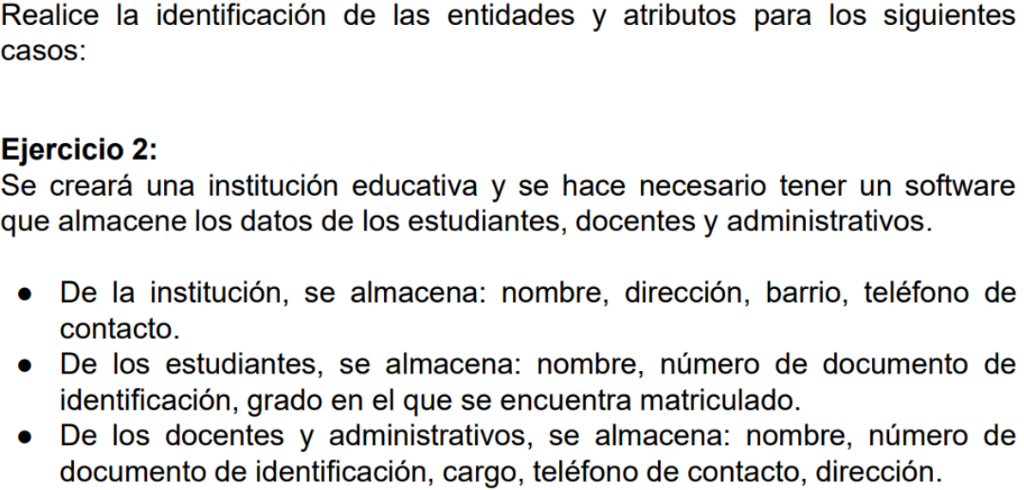 Realice la identificación de las entidades y atributos para los siguientes
casos:
Ejercicio 2:
Se creará una institución educativa y se hace necesario tener un software
que almacene los datos de los estudiantes, docentes y administrativos.
● De la institución, se almacena: nombre, dirección, barrio, teléfono de
contacto.
● De los estudiantes, se almacena: nombre, número de documento de
identificación, grado en el que se encuentra matriculado.
● De los docentes y administrativos, se almacena: nombre, número de
documento de identificación, cargo, teléfono de contacto, dirección.